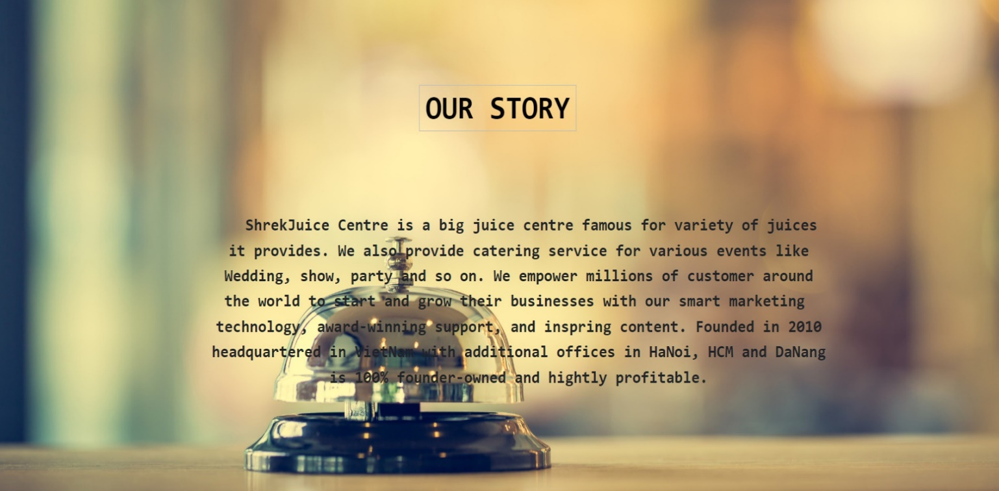 OUR STORY
ShrekJuice Centre is a big juice centre famous for variety of juices
it provides. We also provide catering service for various events like
Wedding, show, party and so on. We empower millions of customer around
the world to start and grow their businesses with our smart marketing
technology, award-winning support, and inspring content. Founded in 2010
headquartered in VietNam with additional offices in HaNoi, HCM and DaNang
is 100% founder-owned and hightly profitable.